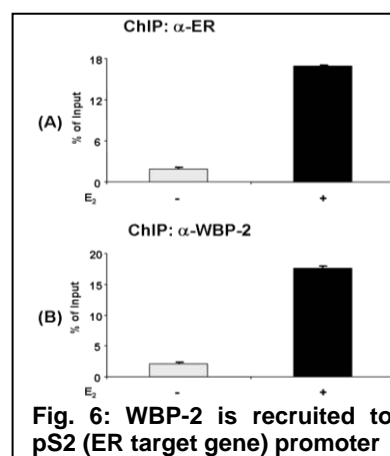 ChIP: α-ER
(A)
% of Input
18
12
6
0
E₂ - +
ChIP: α-WBP-2
(B)
% of Input
20
15
10
5
0
E₂ - +
Fig. 6: WBP-2 is recruited to
pS2 (ER target gene) promoter